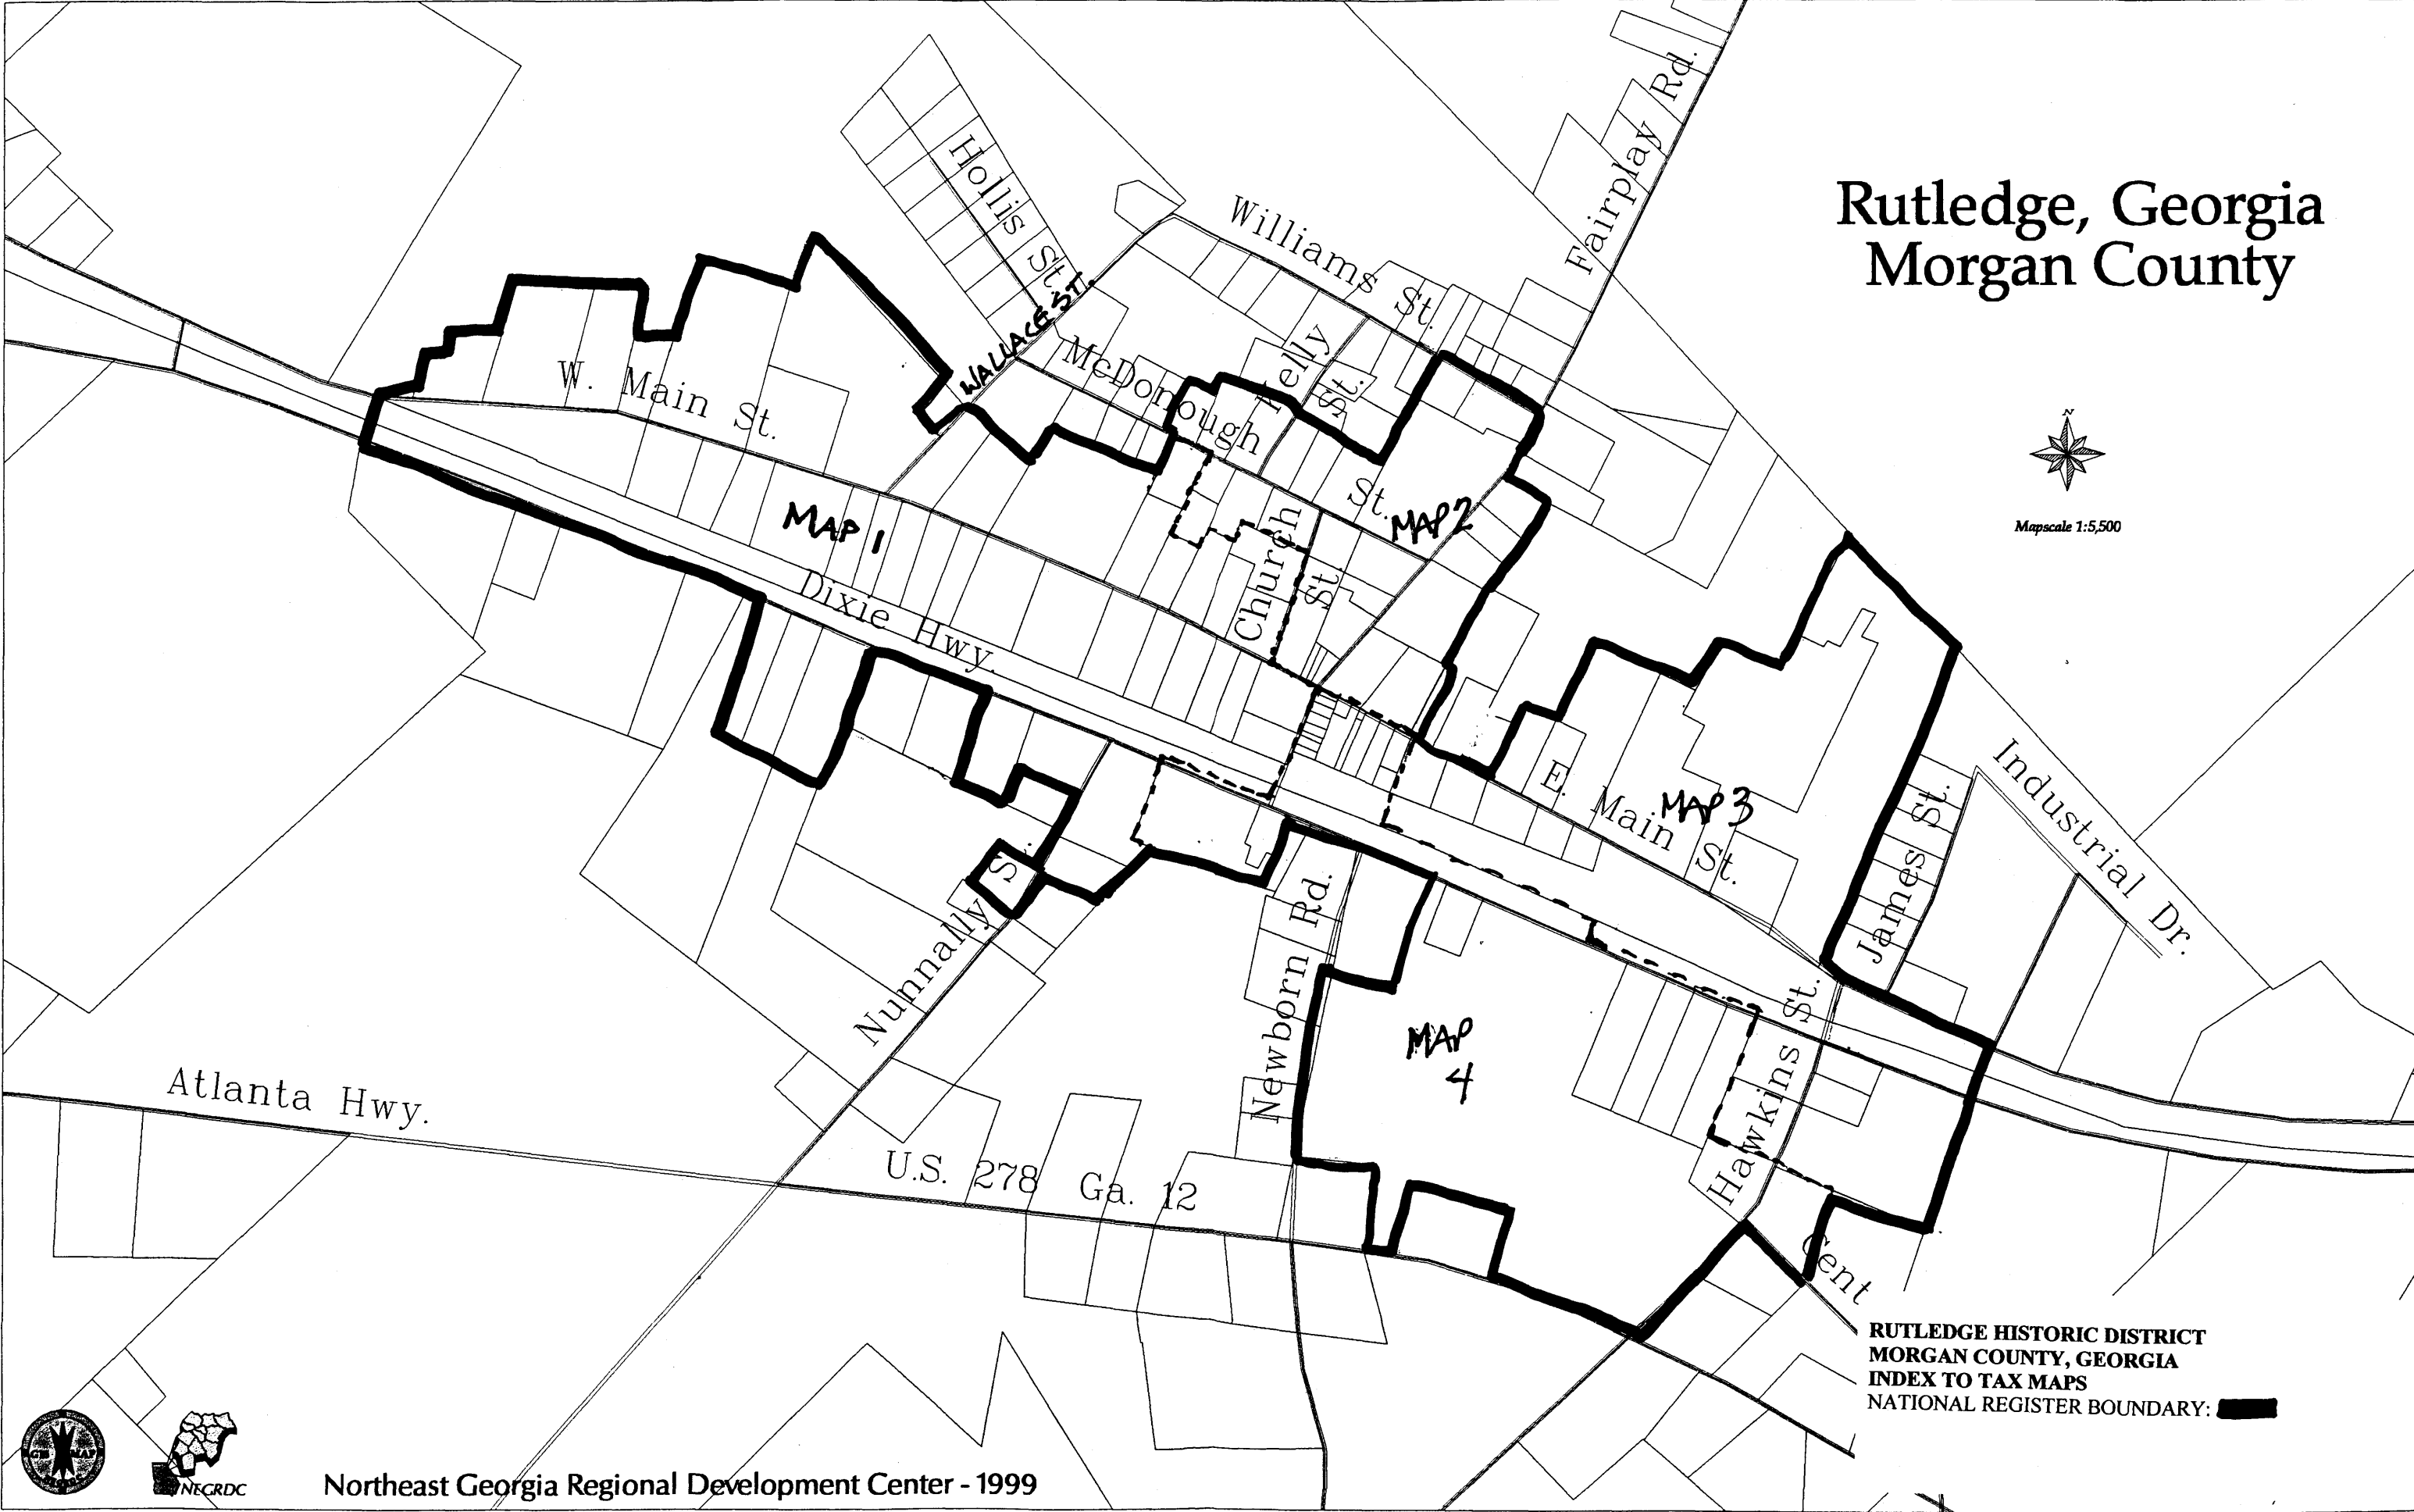 Rutledge, Georgia
Morgan County
N
Mapscale 1:5,500
Fairplay Rd.
Williams St.
Hollis St.
WALLACE ST.
McDonough St.
Kelly St.
W. Main St.
MAP 1
MAP 2
Church St.
Dixie Hwy.
E. Main St.
MAP 3
Industrial Dr.
James St.
Nunnally St.
Newborn Rd.
MAP
4
Hawkins St.
Atlanta Hwy.
U.S. 278 Ga. 12
Cent
RUTLEDGE HISTORIC DISTRICT
MORGAN COUNTY, GEORGIA
INDEX TO TAX MAPS
NATIONAL REGISTER BOUNDARY:
NEGRDC
Northeast Georgia Regional Development Center - 1999